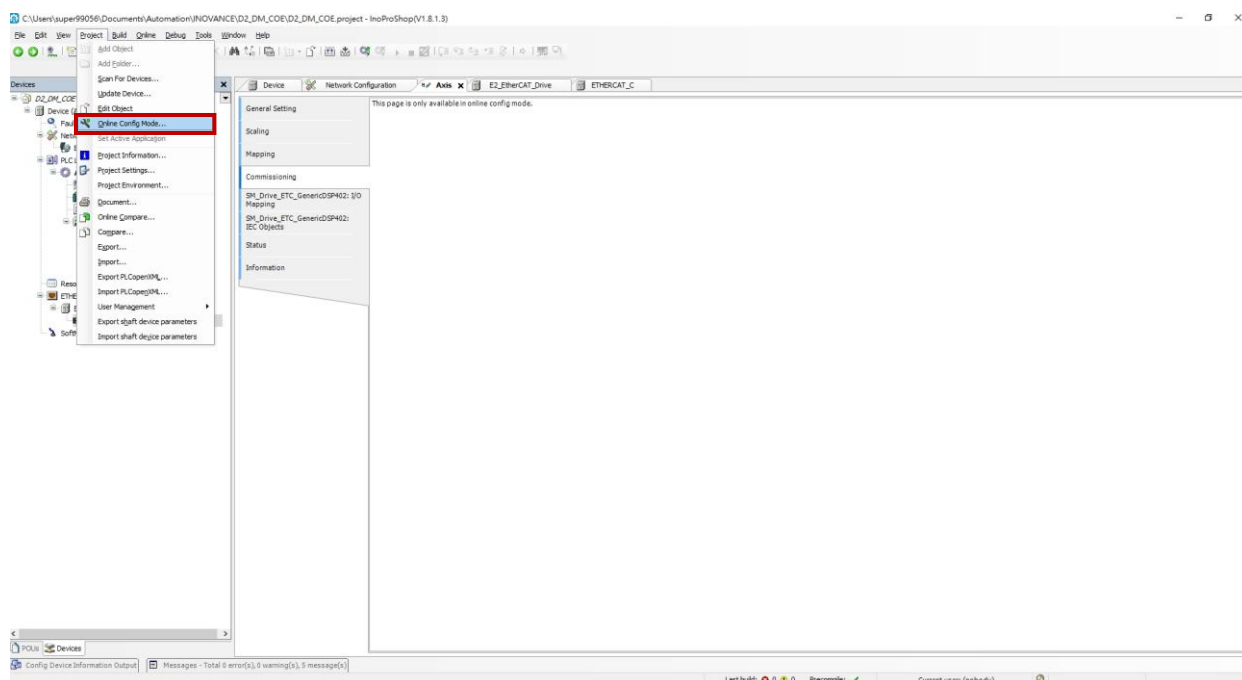 C:\Users\super99056\Documents\Automation\INOVANCE\D2_DM_COE\D2_DM_COE.project - InoProShop(V1.8.1.3)
File Edit View Project Build Online Debug Tools Window Help
Devices
D2_DM_COE
Device
Add Object
Add Folder...
Scan For Devices...
Update Device...
Edit Object
Online Config Mode...
Set Active Application
Project Information...
Project Settings...
Project Environment...
Document...
Online Compare...
Compare...
Export...
Import...
Export PLCopenXML...
Import PLCopenXML...
User Management
Export shaft device parameters
Import shaft device parameters
Device Network Configuration Axis X E2_EtherCAT_Drive ETHERCAT_C
General Setting
Scaling
Mapping
Commissioning
SM_Drive_ETC_GenericDSP402: I/O
Mapping
SM_Drive_ETC_GenericDSP402:
IEC Objects
Status
Information
This page is only available in online config mode.
POUs Devices
Config Device Information Output Messages - Total 0 error(s), 0 warning(s), 5 message(s)
Last build: 0 0 Precompile: Current user: (nobody)